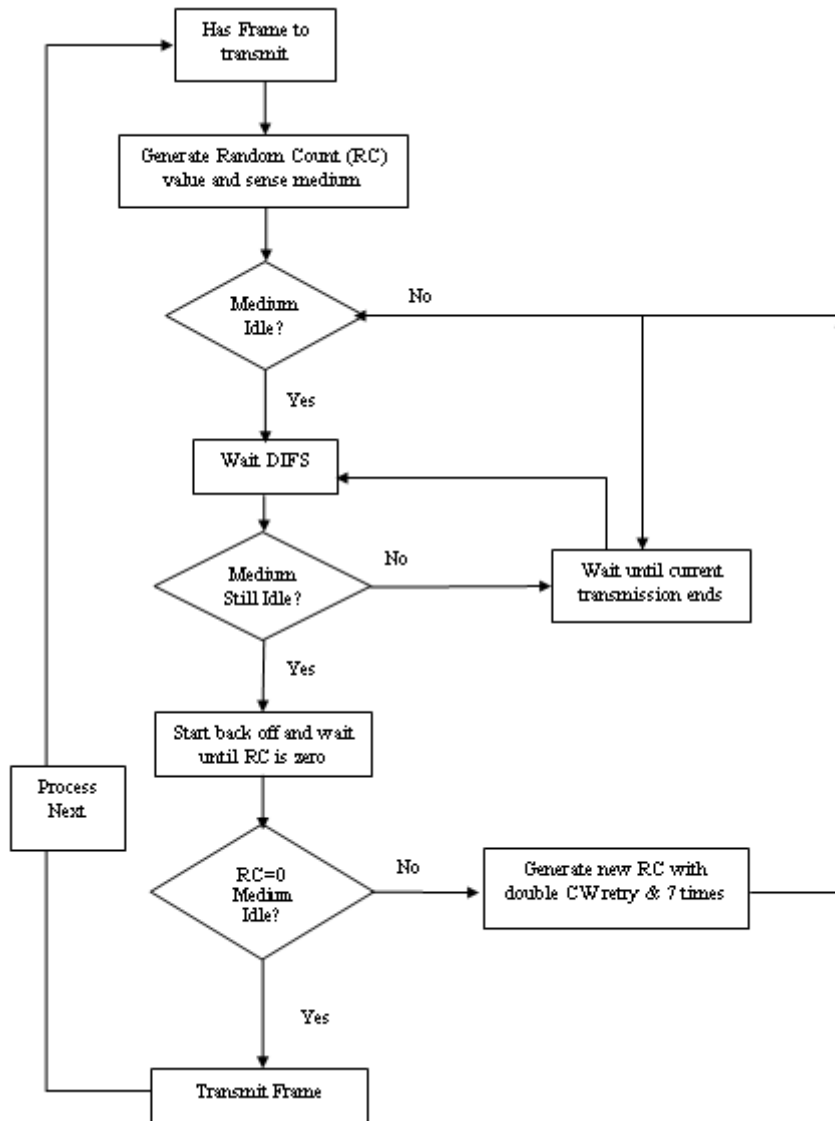 Has Frame to
transmit
Generate Random Count (RC)
value and sense medium
Medium
Idle?
No
Yes
Wait DIFS
Medium
Still Idle?
No
Wait until current
transmission ends
Yes
Start back off and wait
until RC is zero
Process
Next
RC=0
Medium
Idle?
No
Generate new RC with
double CW retry & 7 times
Yes
Transmit Frame